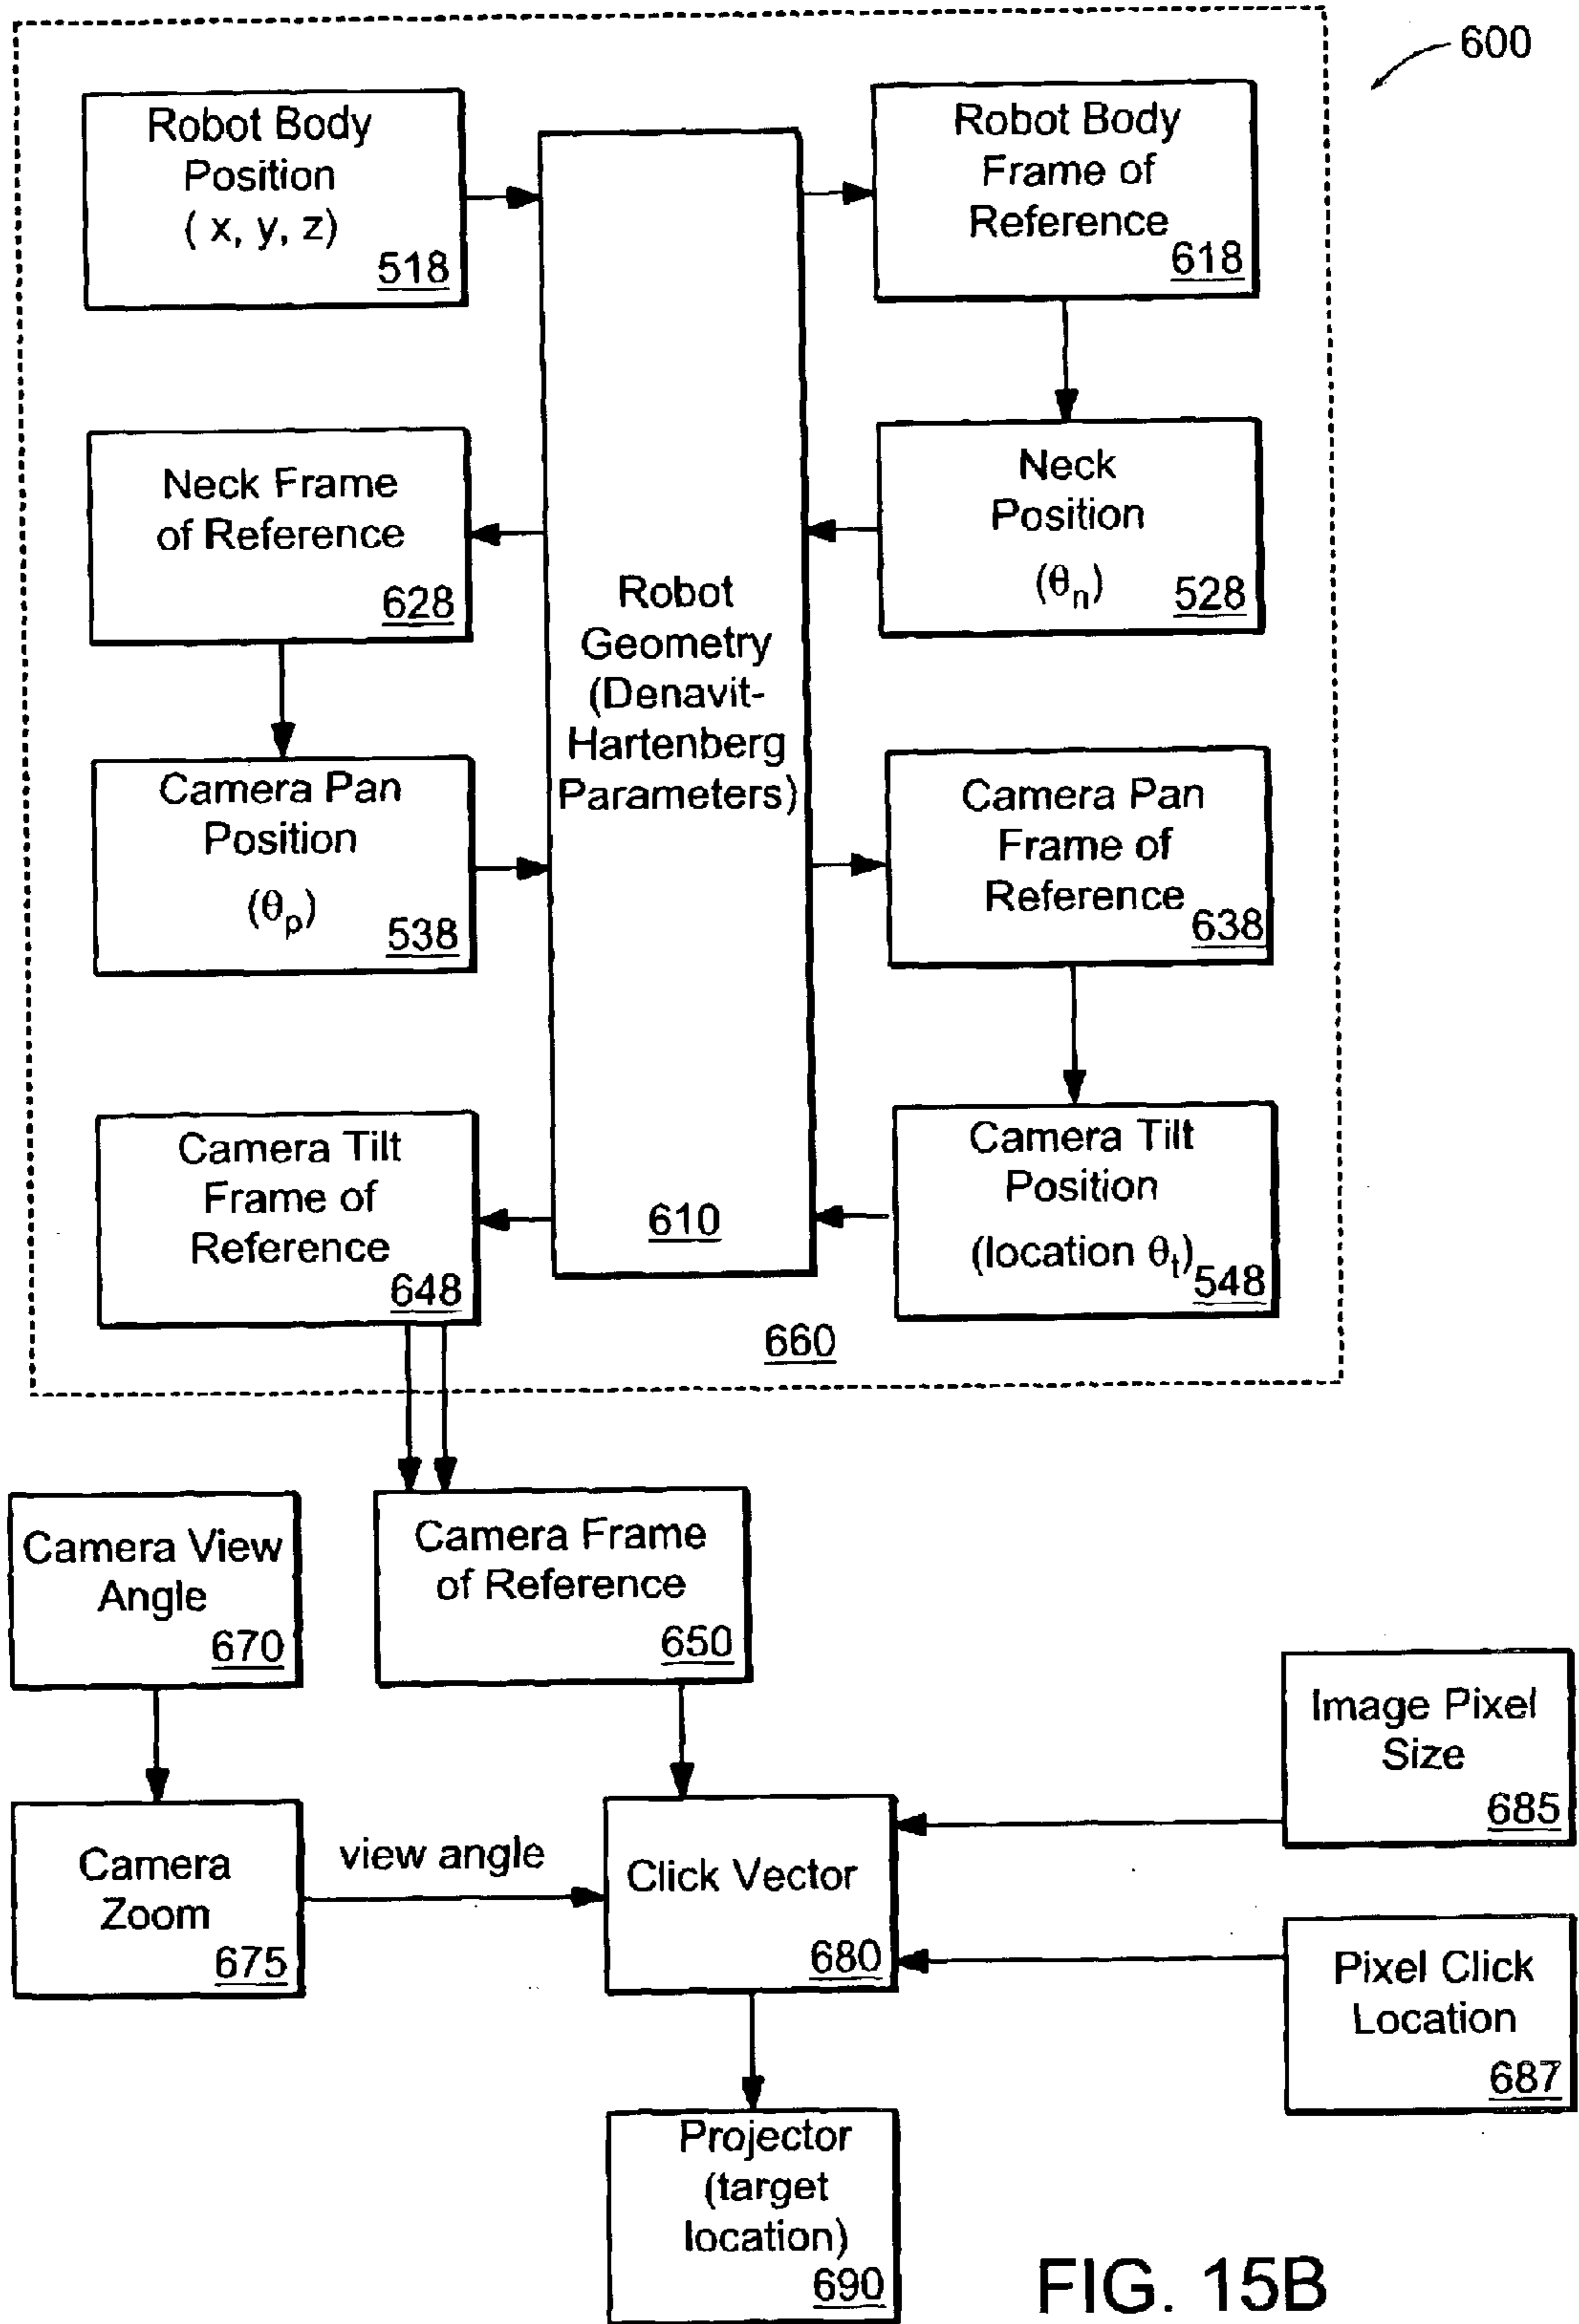 600
Robot Body
Position
( x, y, z)
518
Robot Body
Frame of
Reference
618
Neck Frame
of Reference
628
Neck
Position
(θn)
528
Robot
Geometry
(Denavit-
Hartenberg
Parameters)
610
Camera Pan
Position
(θp)
538
Camera Pan
Frame of
Reference
638
Camera Tilt
Frame of
Reference
648
Camera Tilt
Position
(location θt)
548
660
Camera View
Angle
670
Camera Frame
of Reference
650
Image Pixel
Size
685
Camera
Zoom
675
view angle
Click Vector
680
Pixel Click
Location
687
Projector
(target
location)
690
FIG. 15B